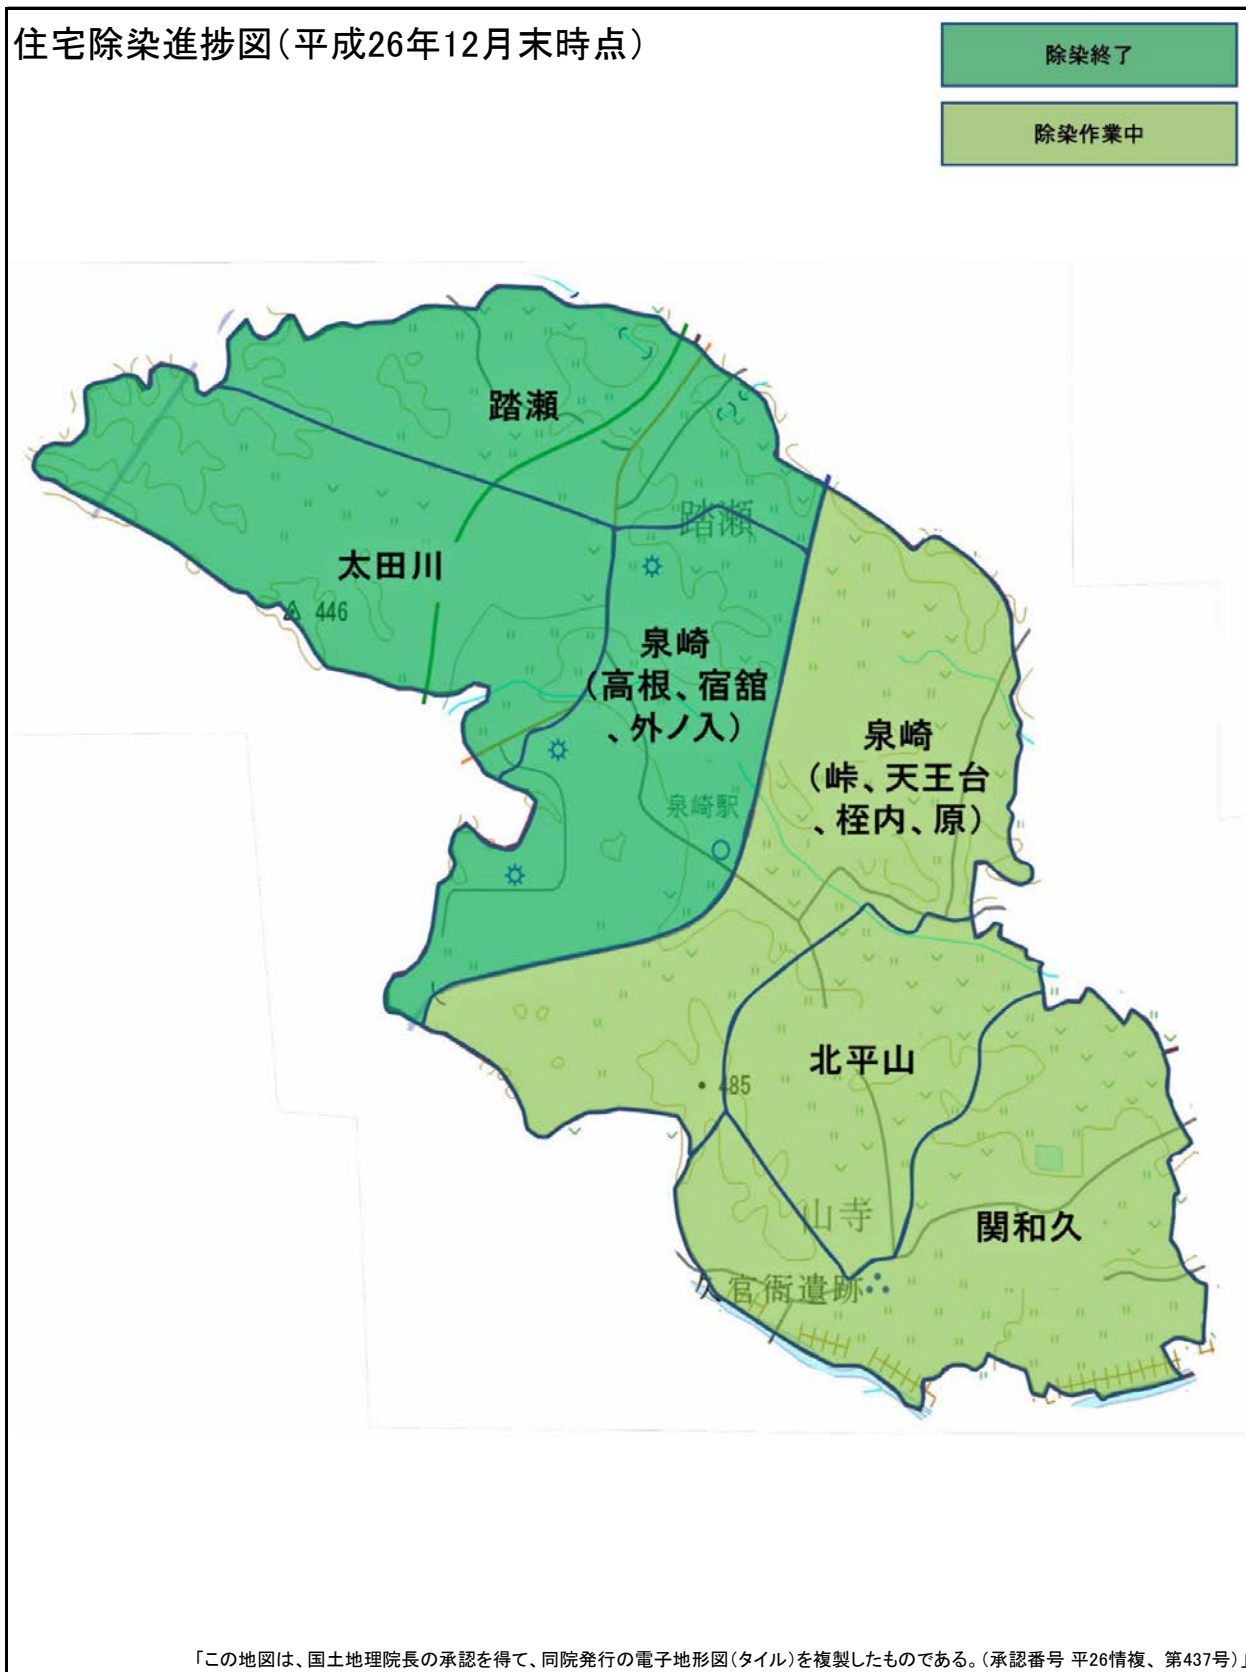 住宅除染進捗図(平成26年12月末時点)
除染終了
除染作業中
踏瀬
踏瀬
太田川
446
泉崎
(高根、宿舘
、外ノ入)
泉崎
(峠、天王台
、桎内、原)
泉崎駅
北平山
485
山寺
関和久
官衙遺跡
「この地図は、国土地理院長の承認を得て、同院発行の電子地形図(タイル)を複製したものである。(承認番号 平26情複、第437号)」